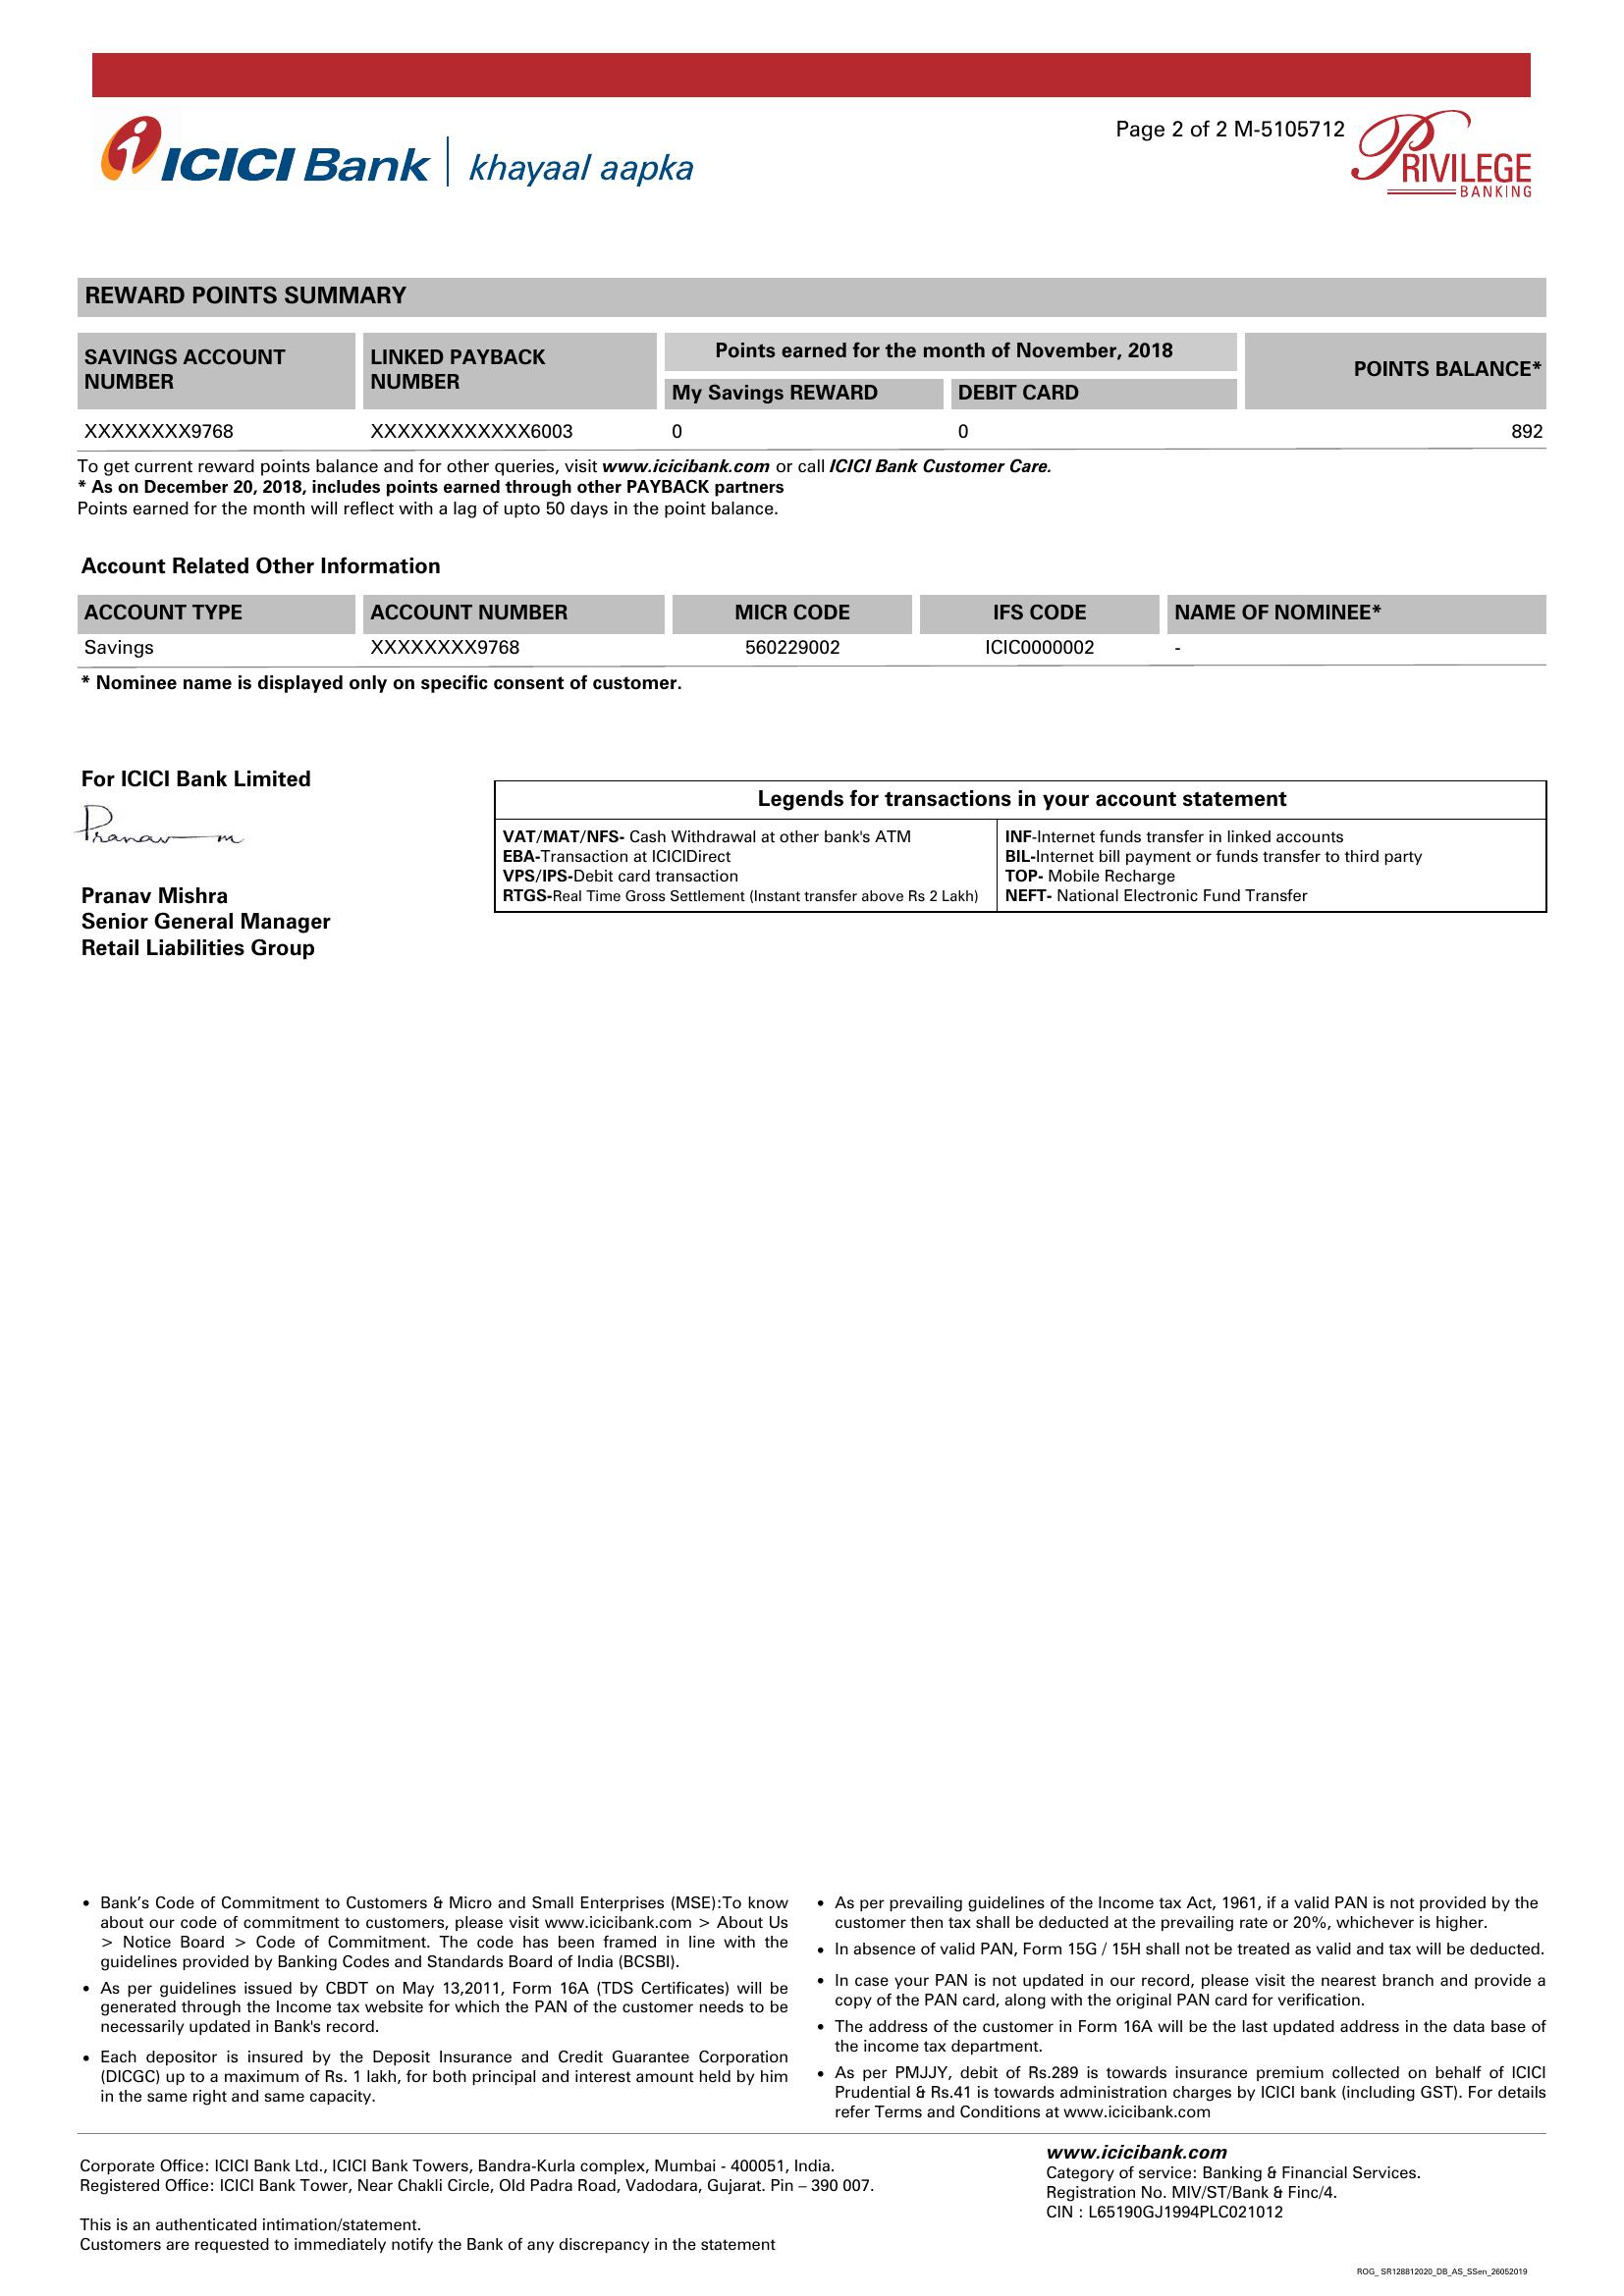 ICICI Bank | khayaal aapka
Page 2 of 2 M-5105712
PRIVILEGE
BANKING
REWARD POINTS SUMMARY
SAVINGS ACCOUNT NUMBER LINKED PAYBACK NUMBER Points earned for the month of November, 2018 POINTS BALANCE*
My Savings REWARD DEBIT CARD
XXXXXXXX9768 XXXXXXXXXXXX6003 0 0 892
To get current reward points balance and for other queries, visit www.icicibank.com or call ICICI Bank Customer Care.
* As on December 20, 2018, includes points earned through other PAYBACK partners
Points earned for the month will reflect with a lag of upto 50 days in the point balance.
Account Related Other Information
ACCOUNT TYPE ACCOUNT NUMBER MICR CODE IFS CODE NAME OF NOMINEE*
Savings XXXXXXXX9768 560229002 ICIC0000002 -
* Nominee name is displayed only on specific consent of customer.
For ICICI Bank Limited
Pranav m
Pranav Mishra
Senior General Manager
Retail Liabilities Group
Legends for transactions in your account statement
VAT/MAT/NFS- Cash Withdrawal at other bank's ATM
EBA-Transaction at ICICIDirect
VPS/IPS-Debit card transaction
RTGS-Real Time Gross Settlement (Instant transfer above Rs 2 Lakh)
INF-Internet funds transfer in linked accounts
BIL-Internet bill payment or funds transfer to third party
TOP- Mobile Recharge
NEFT- National Electronic Fund Transfer
• Bank’s Code of Commitment to Customers & Micro and Small Enterprises (MSE):To know
about our code of commitment to customers, please visit www.icicibank.com > About Us
> Notice Board > Code of Commitment. The code has been framed in line with the
guidelines provided by Banking Codes and Standards Board of India (BCSBI).
• As per guidelines issued by CBDT on May 13,2011, Form 16A (TDS Certificates) will be
generated through the Income tax website for which the PAN of the customer needs to be
necessarily updated in Bank's record.
• Each depositor is insured by the Deposit Insurance and Credit Guarantee Corporation
(DICGC) up to a maximum of Rs. 1 lakh, for both principal and interest amount held by him
in the same right and same capacity.
• As per prevailing guidelines of the Income tax Act, 1961, if a valid PAN is not provided by the
customer then tax shall be deducted at the prevailing rate or 20%, whichever is higher.
• In absence of valid PAN, Form 15G / 15H shall not be treated as valid and tax will be deducted.
• In case your PAN is not updated in our record, please visit the nearest branch and provide a
copy of the PAN card, along with the original PAN card for verification.
• The address of the customer in Form 16A will be the last updated address in the data base of
the income tax department.
• As per PMJJY, debit of Rs.289 is towards insurance premium collected on behalf of ICICI
Prudential & Rs.41 is towards administration charges by ICICI bank (including GST). For details
refer Terms and Conditions at www.icicibank.com
Corporate Office: ICICI Bank Ltd., ICICI Bank Towers, Bandra-Kurla complex, Mumbai - 400051, India.
Registered Office: ICICI Bank Tower, Near Chakli Circle, Old Padra Road, Vadodara, Gujarat. Pin – 390 007.
This is an authenticated intimation/statement.
Customers are requested to immediately notify the Bank of any discrepancy in the statement
www.icicibank.com
Category of service: Banking & Financial Services.
Registration No. MIV/ST/Bank & Finc/4.
CIN : L65190GJ1994PLC021012
ROG_ SR128812020_DB_AS_SSen_26052019